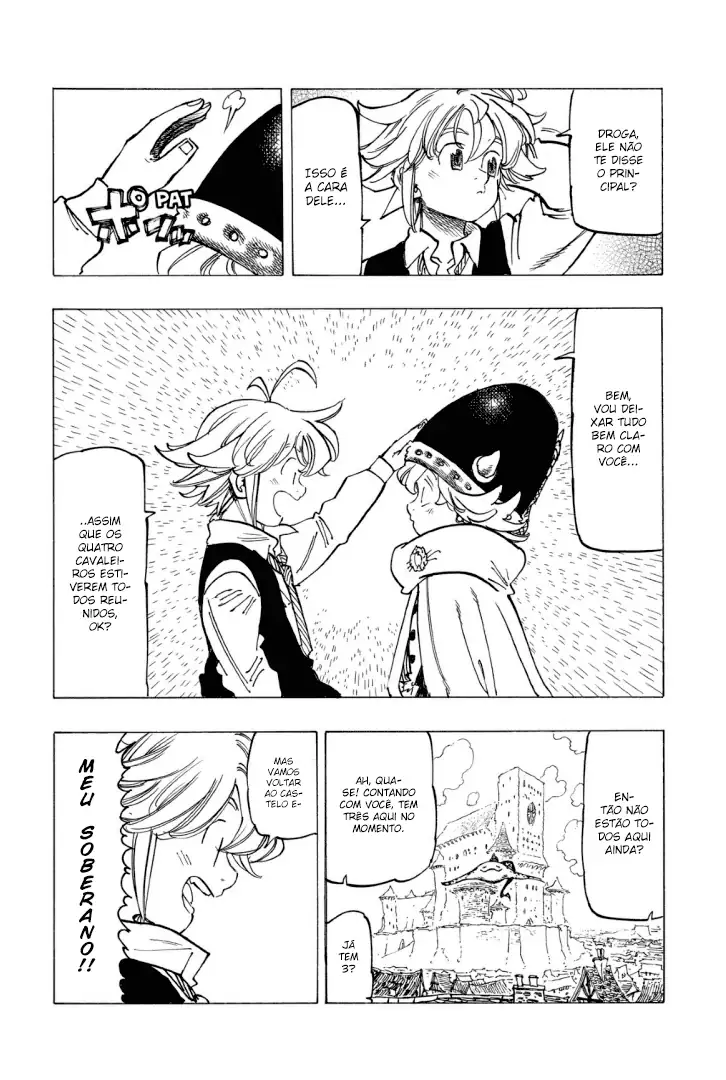 DROGA,
ELE NÃO
TE DISSE
O PRIN-
CIPAL?
ISSO É
A CARA
DELE...
LO PAT
BEM,
VOU DEI-
XAR TUDO
BEM CLA-
RO COM
VOCÊ...
..ASSIM
QUE OS
QUATRO
CAVALEI-
ROS ESTI-
VEREM TO-
DOS REU-
NIDOS,
OK?
EN-
TÃO NÃO
ESTÃO TO-
DOS AQUI
AINDA?
AH, QUA-
SE! CONTANDO
COM VOCÊ, TEM
TRÊS AQUI NO
MOMENTO.
JÁ
TEM
3?
MAS
VAMOS
VOLTAR
AO CAS-
TELO E-
MEU SOBERANO!!